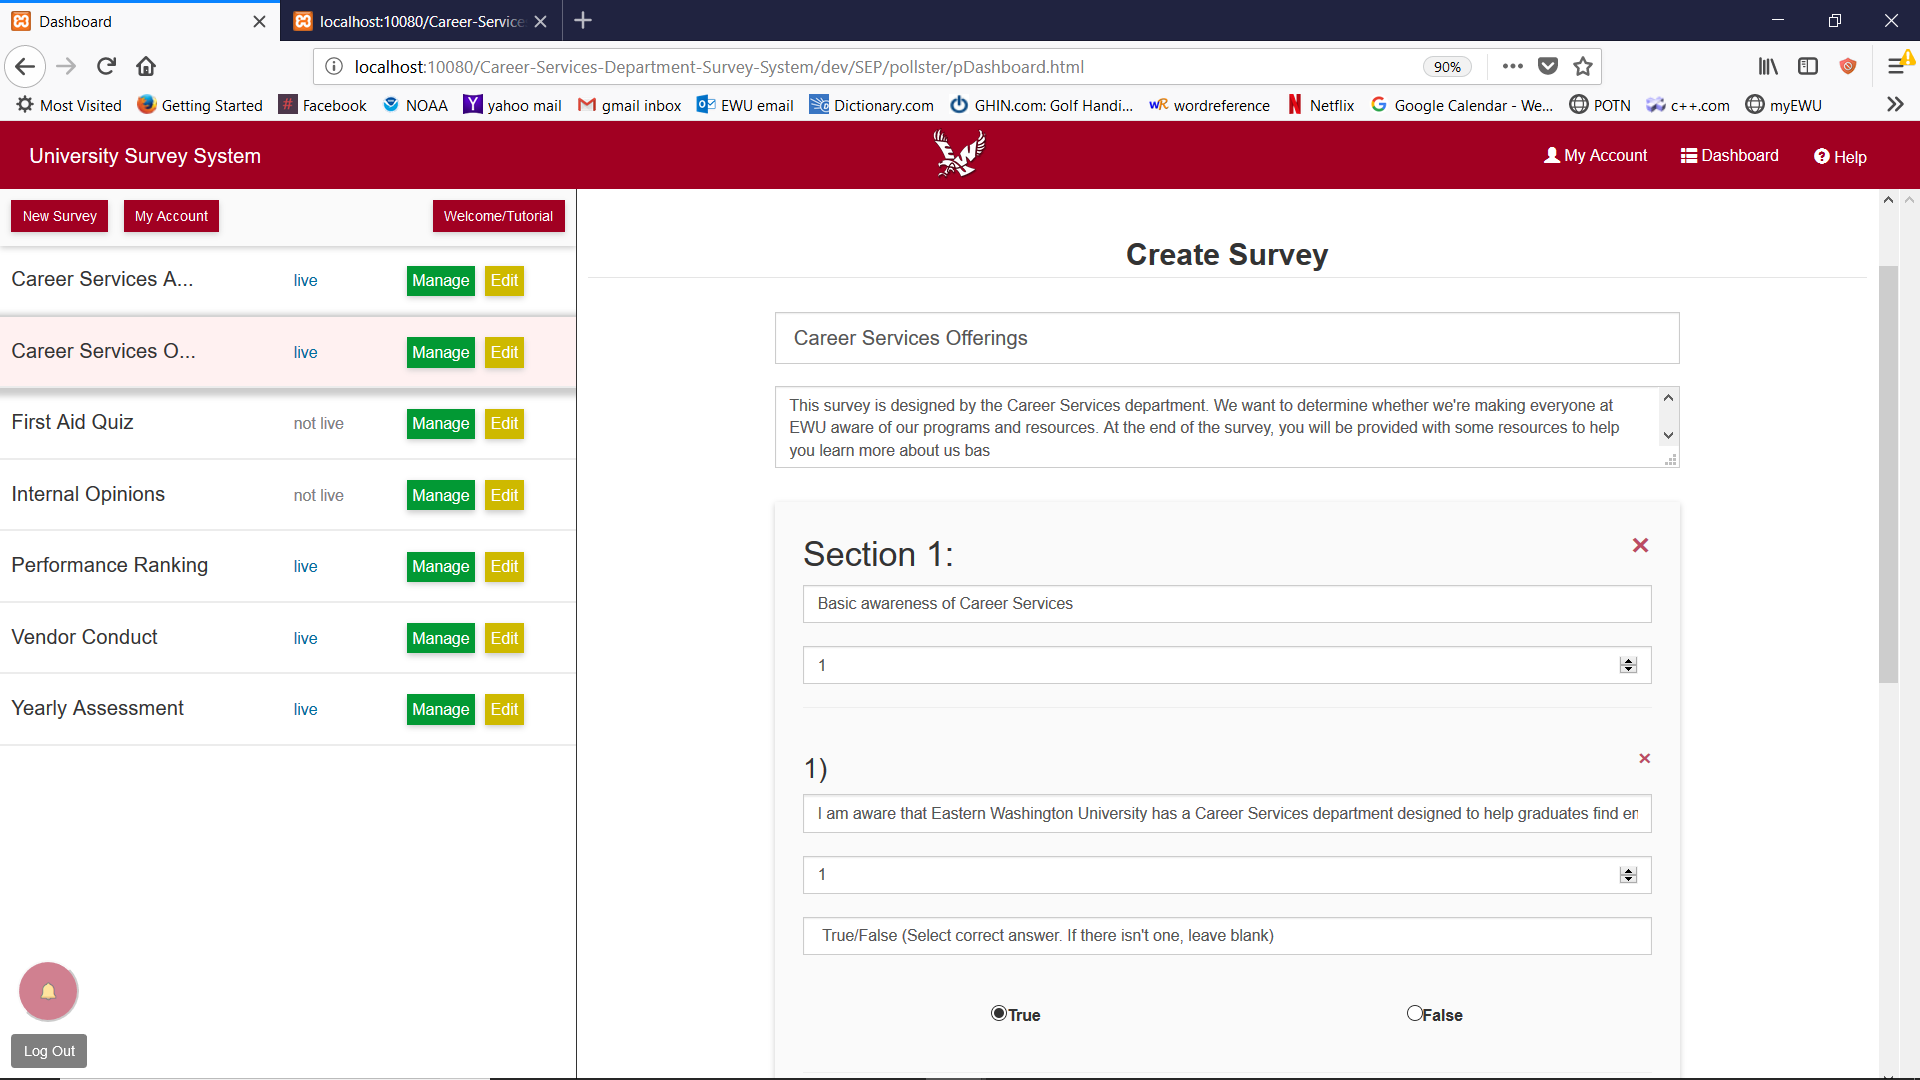 Dashboard
localhost:10080/Career-Service
localhost:10080/Career-Services-Department-Survey-System/dev/SEP/pollster/pDashboard.html
90%
Most Visited
Getting Started
Facebook
NOAA
yahoo mail
gmail inbox
EWU email
Dictionary.com
GHIN.com: Golf Handi...
wordreference
Netflix
Google Calendar - We...
POTN
c++.com
myEWU
University Survey System
My Account
Dashboard
Help
New Survey
My Account
Welcome/Tutorial
Career Services A... live Manage Edit
Career Services O... live Manage Edit
First Aid Quiz not live Manage Edit
Internal Opinions not live Manage Edit
Performance Ranking live Manage Edit
Vendor Conduct live Manage Edit
Yearly Assessment live Manage Edit
Log Out
Create Survey
Career Services Offerings
This survey is designed by the Career Services department. We want to determine whether we're making everyone at
EWU aware of our programs and resources. At the end of the survey, you will be provided with some resources to help
you learn more about us bas
Section 1:
Basic awareness of Career Services
1
1)
I am aware that Eastern Washington University has a Career Services department designed to help graduates find en
1
True/False (Select correct answer. If there isn't one, leave blank)
True
False